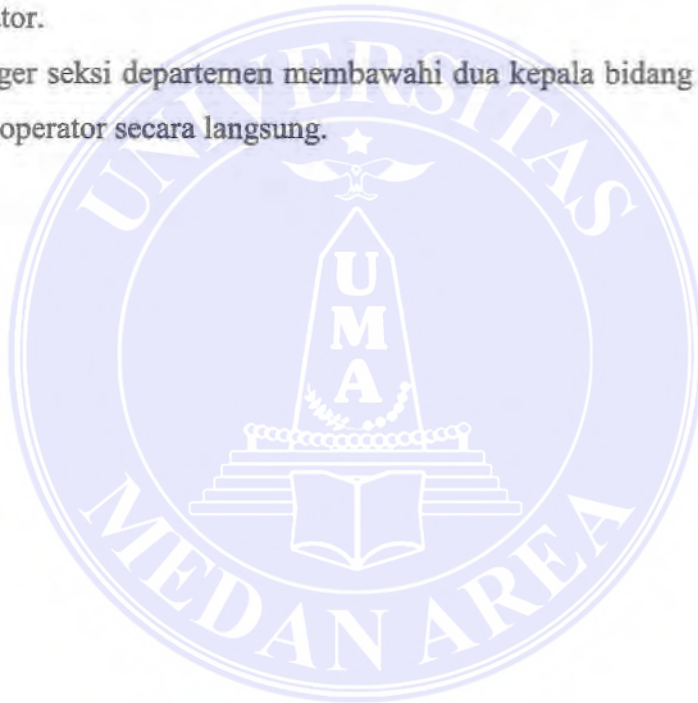 tor.
ger seksi departemen membawahi dua kepala bidang
operator secara langsung.
UNIVERSITAS
U
M
A
MEDAN AREA